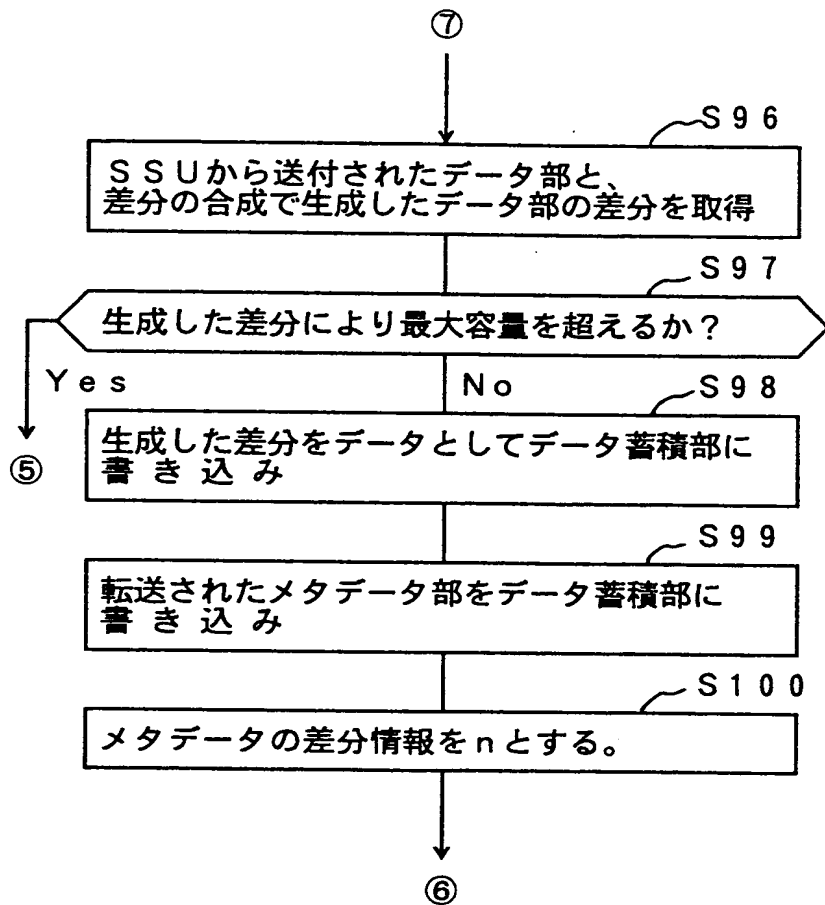 ⑦
S96
SSUから送付されたデータ部と、
差分の合成で生成したデータ部の差分を取得
S97
生成した差分により最大容量を超えるか?
Yes
No
⑤
S98
生成した差分をデータとしてデータ蓄積部に
書き込み
S99
転送されたメタデータ部をデータ蓄積部に
書き込み
S100
メタデータの差分情報をnとする。
⑥